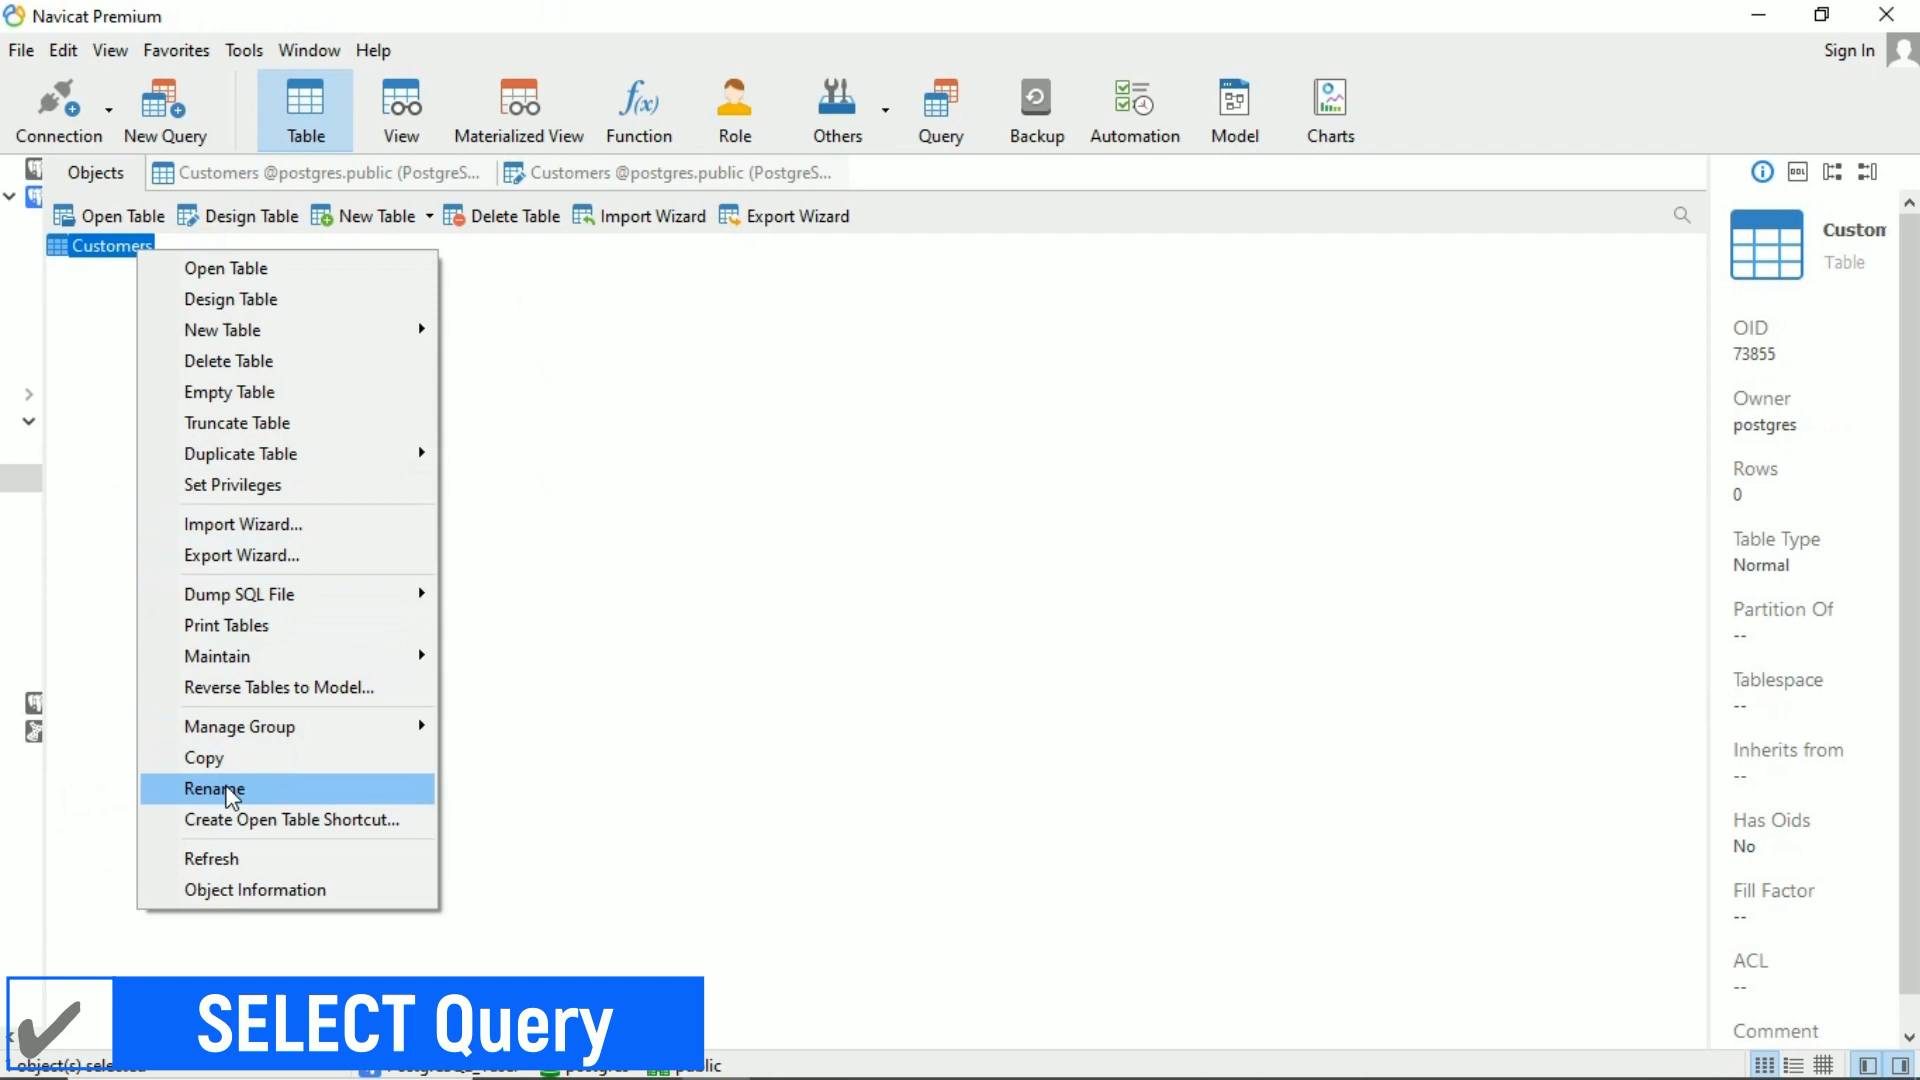 Navicat Premium
File Edit View Favorites Tools Window Help
Sign In
Connection New Query Table View Materialized View Function Role Others Query Backup Automation Model Charts
Objects Customers @postgres.public (PostgreS... Customers @postgres.public (PostgreS...
Open Table Design Table New Table Delete Table Import Wizard Export Wizard
Customers
Open Table
Design Table
New Table
Delete Table
Empty Table
Truncate Table
Duplicate Table
Set Privileges
Import Wizard...
Export Wizard...
Dump SQL File
Print Tables
Maintain
Reverse Tables to Model...
Manage Group
Copy
Rename
Create Open Table Shortcut...
Refresh
Object Information
Custom
Table
OID
73855
Owner
postgres
Rows
0
Table Type
Normal
Partition Of
--
Tablespace
--
Inherits from
--
Has Oids
No
Fill Factor
--
ACL
--
Comment
SELECT Query
object(s) selected postgres public